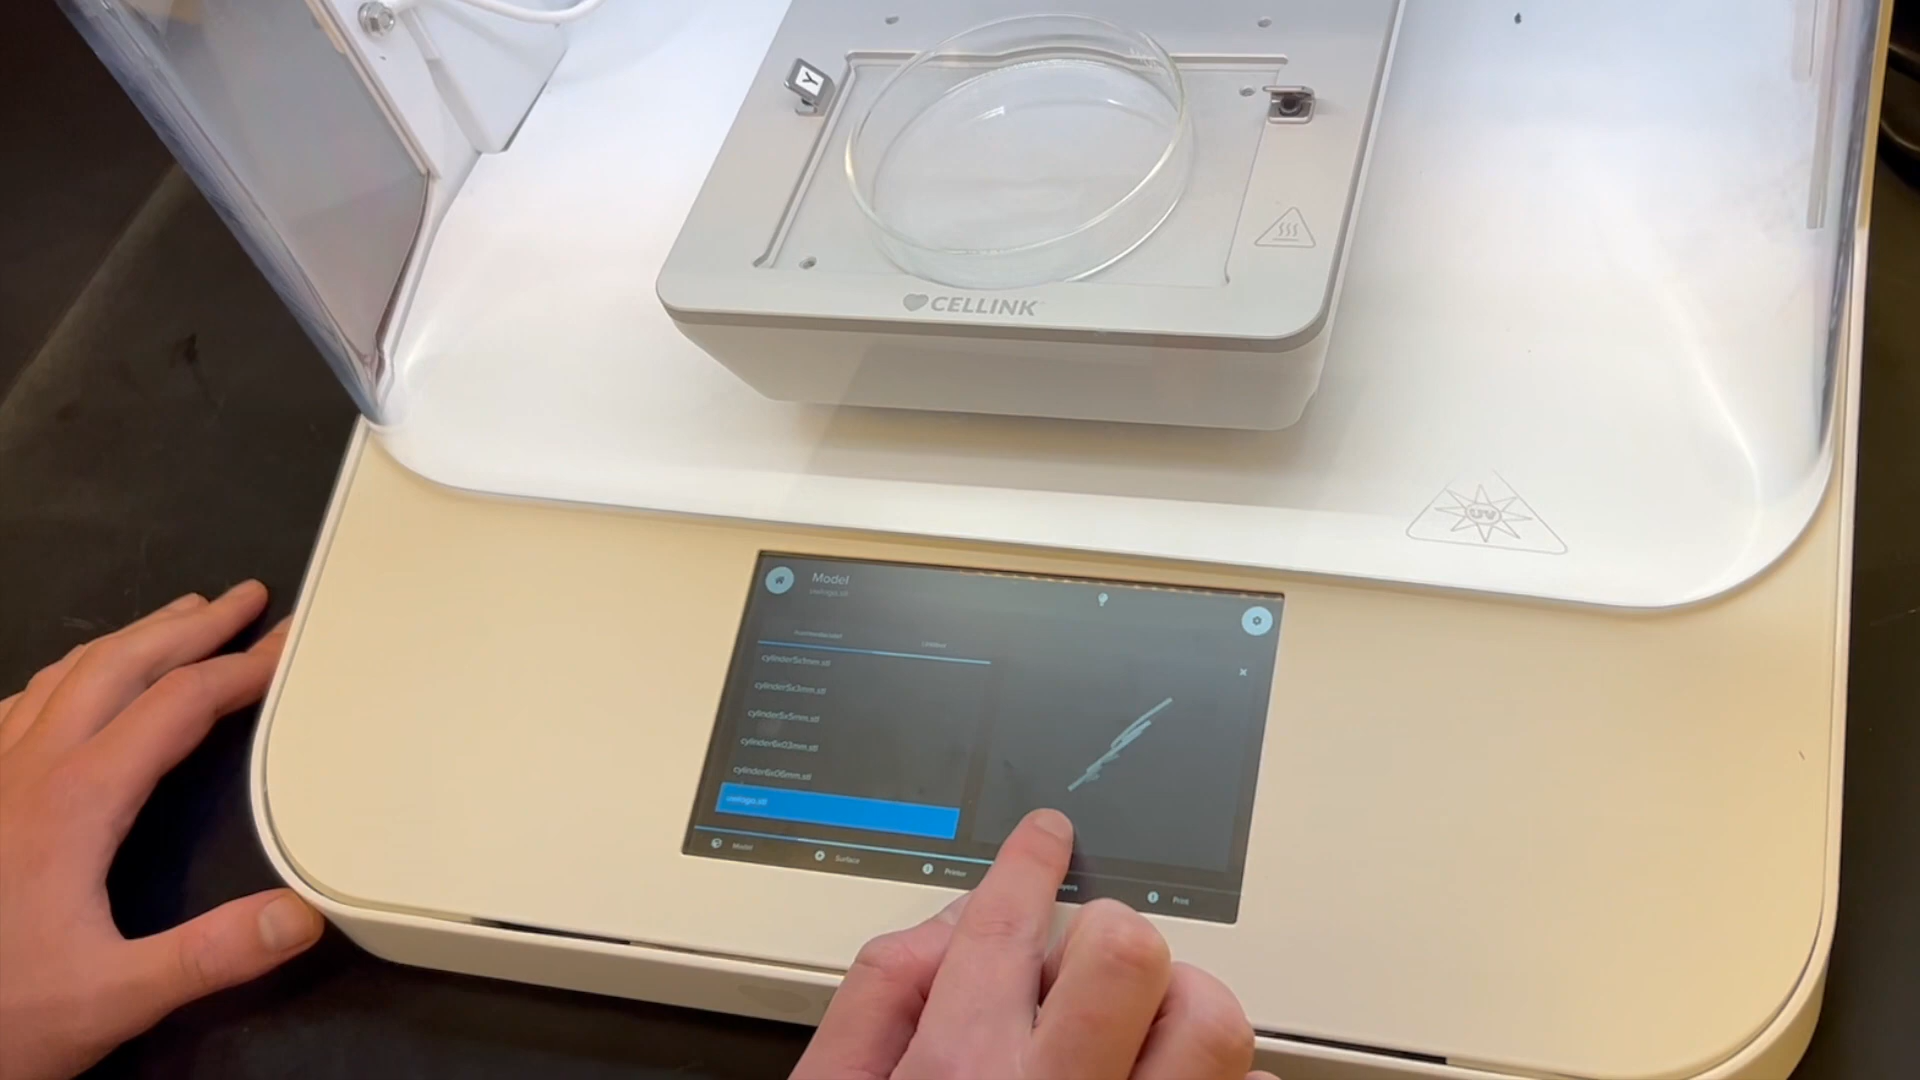 Y
CELLINK
UV
Model
cylinder5x1mm.stl
cylinder5x3mm.stl
cylinder5x5mm.stl
cylinder6x03mm.stl
cylinder6x06mm.stl
Model
Surface
Printer
Print